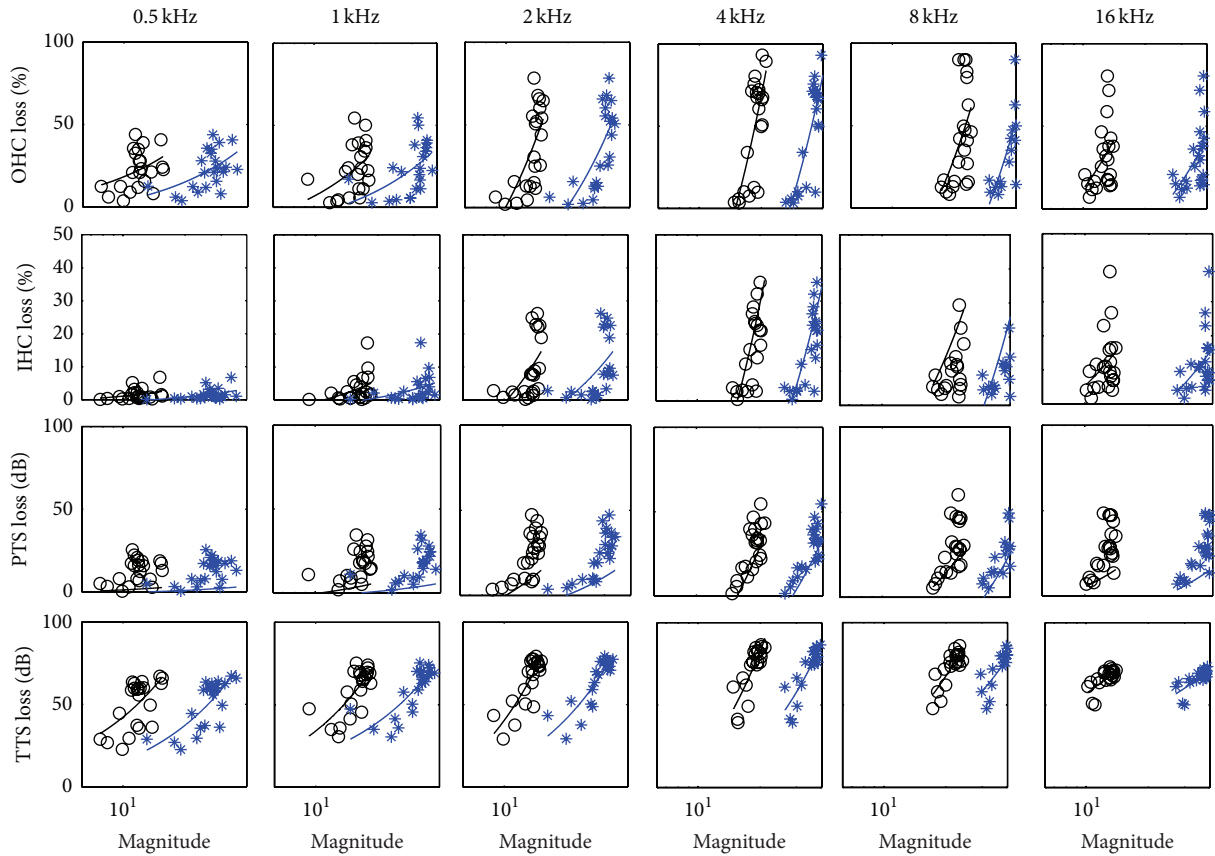 0.5 kHz 1 kHz 2 kHz 4 kHz 8 kHz 16 kHz
100
50
0
OHC loss (%)
50
40
30
20
10
0
IHC loss (%)
100
50
0
PTS loss (dB)
100
50
0
TTS loss (dB)
10¹ 10¹ 10¹ 10¹ 10¹ 10¹
Magnitude Magnitude Magnitude Magnitude Magnitude Magnitude